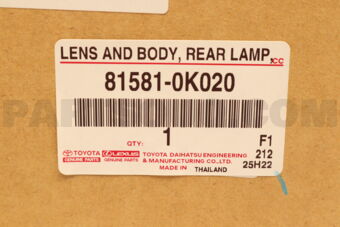 LENS AND BODY, REAR LAMP,CC
81581-0K020
QTY: 1 F1
TOYOTA LEXUS TOYOTA DAIHATSU ENGINEERING 212
GENUINE PARTS GENUINE PARTS & MANUFACTURING CO.,LTD.
MADE IN THAILAND 25H22